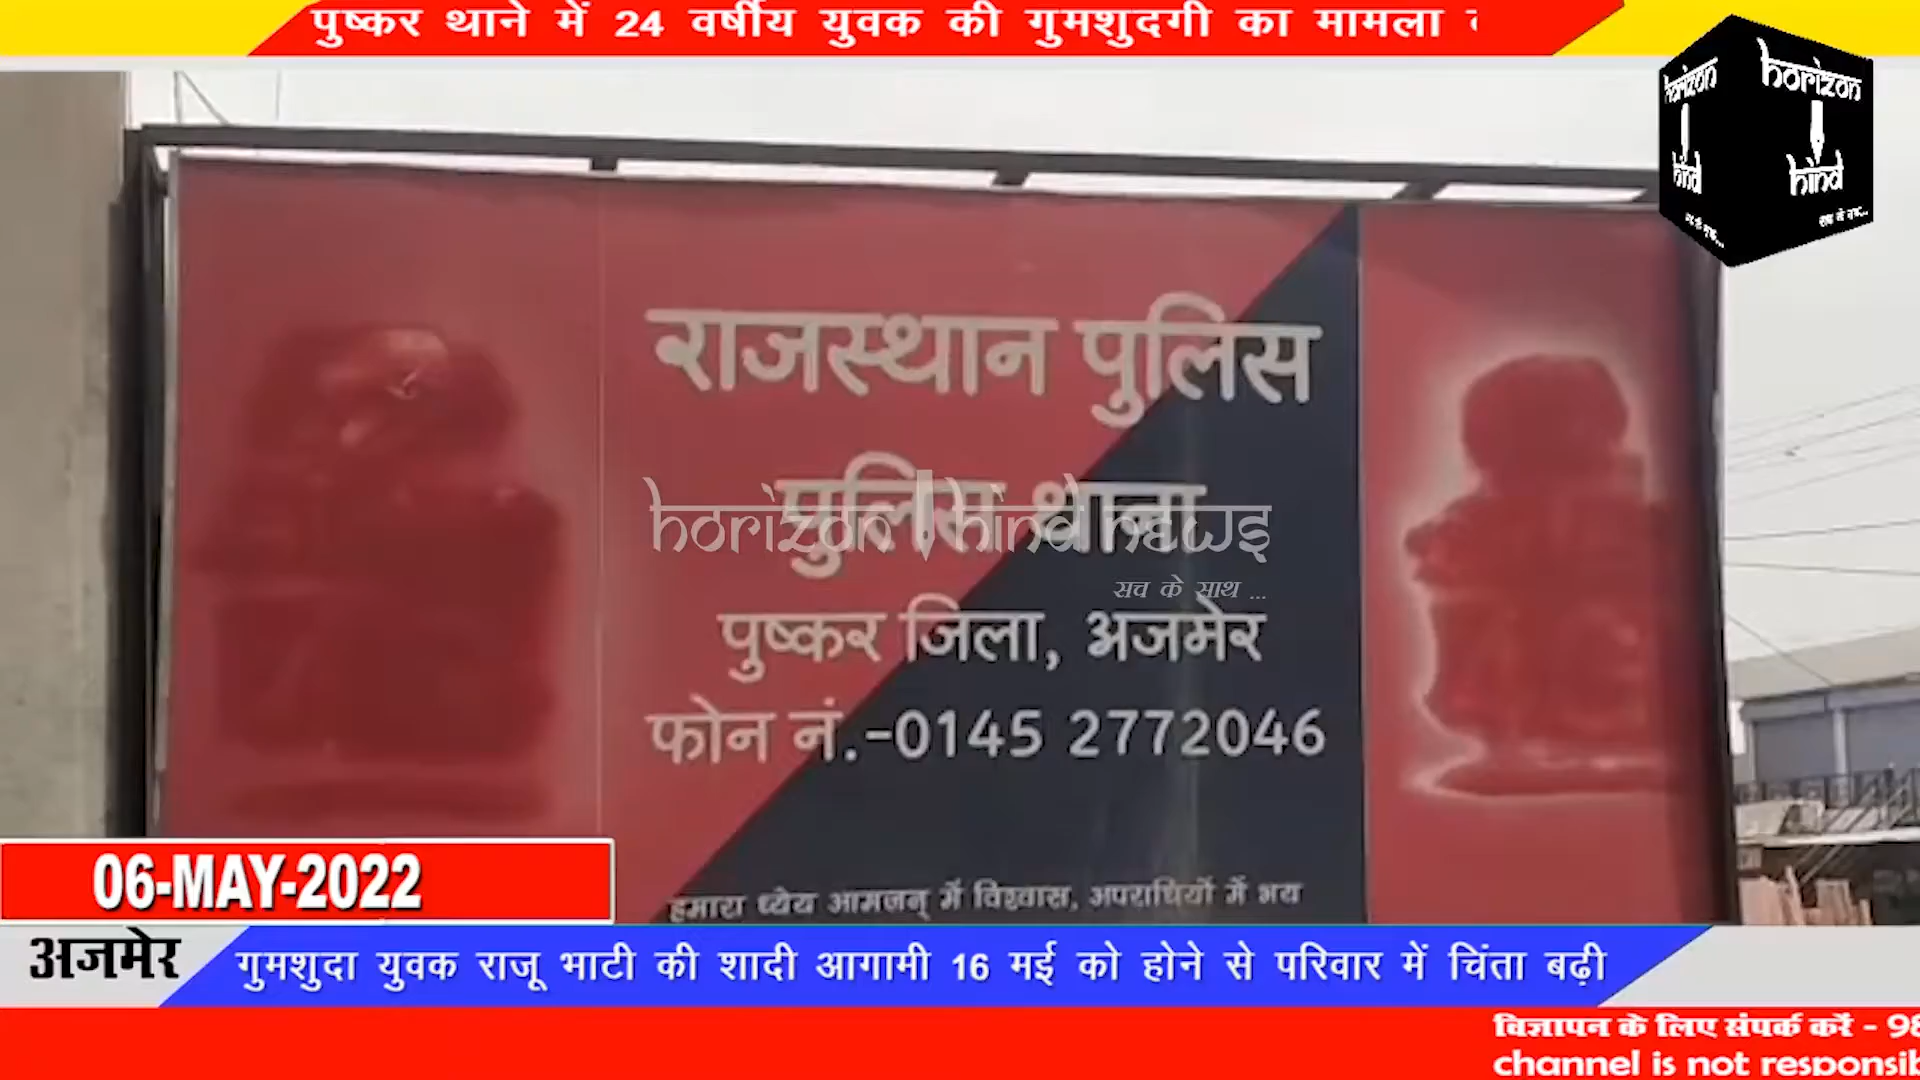 पुष्कर थाने में 24 वर्षीय युवक की गुमशुदगी का मामला
horizon
hind
horizon
hind
सच के साथ...
राजस्थान पुलिस
पुलिस थाना
horizon hind news
सच के साथ ...
पुष्कर जिला, अजमेर
फोन नं.-0145 2772046
हमारा ध्येय आमजन् में विश्वास, अपराधियों में भय
06-MAY-2022
अजमेर
गुमशुदा युवक राजू भाटी की शादी आगामी 16 मई को होने से परिवार में चिंता बढ़ी
विज्ञापन के लिए संपर्क करें - 98
channel is not